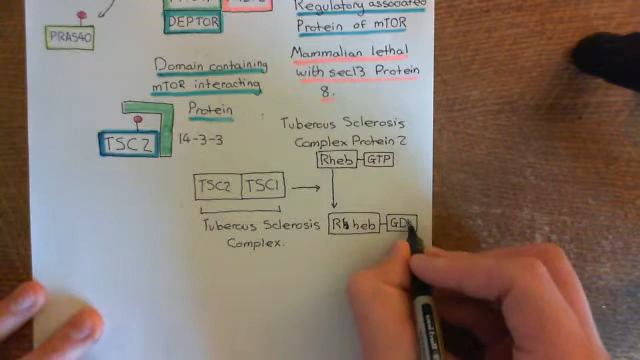 Regulatory associated
Protein of mTOR
PRAS40
DEPTOR
Mammalian lethal
with sec13 Protein
8.
Domain containing
mTOR interacting
Protein
TSC2
14-3-3
Tuberous Sclerosis
Complex Protein 2
Rheb GTP
TSC2 TSC1
Rheb GD
Tuberous Sclerosis
Complex.